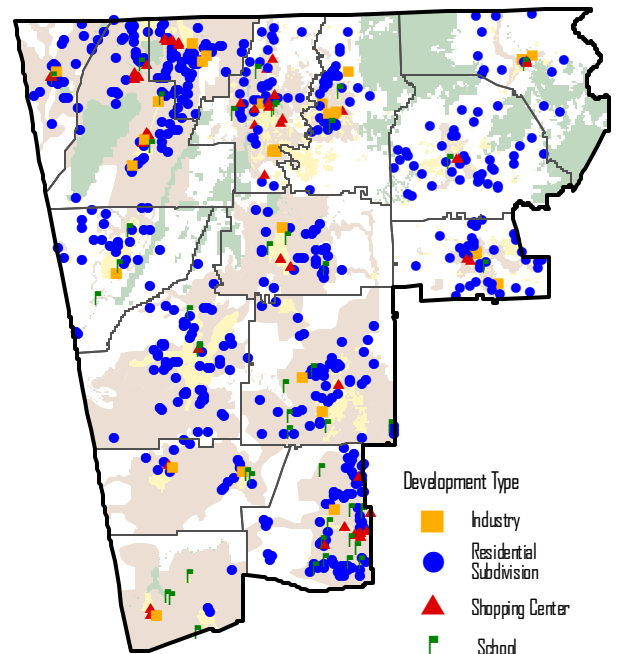 Development Type
Industry
Residential
Subdivision
Shopping Center
School